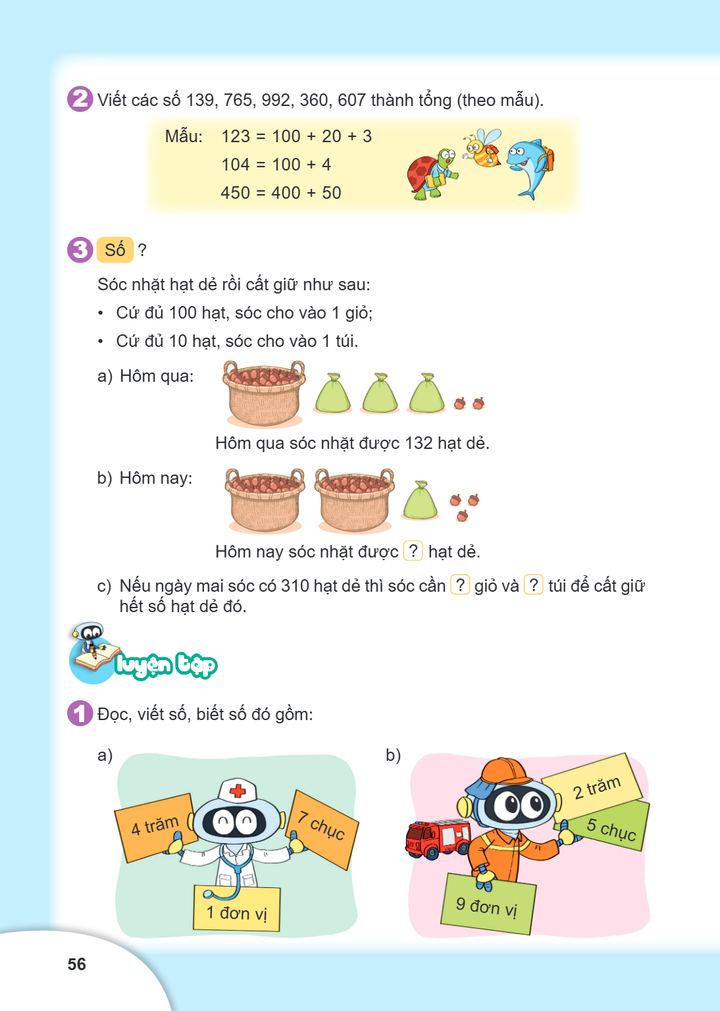 2 Viết các số 139, 765, 992, 360, 607 thành tổng (theo mẫu).
Mẫu: 123 = 100 + 20 + 3
104 = 100 + 4
450 = 400 + 50
3 Số ?
Sóc nhặt hạt dẻ rồi cất giữ như sau:
• Cứ đủ 100 hạt, sóc cho vào 1 giỏ;
• Cứ đủ 10 hạt, sóc cho vào 1 túi.
a) Hôm qua:
Hôm qua sóc nhặt được 132 hạt dẻ.
b) Hôm nay:
Hôm nay sóc nhặt được ? hạt dẻ.
c) Nếu ngày mai sóc có 310 hạt dẻ thì sóc cần ? giỏ và ? túi để cất giữ
hết số hạt dẻ đó.
luyện tập
1 Đọc, viết số, biết số đó gồm:
a)
4 trăm
7 chục
1 đơn vị
b)
2 trăm
5 chục
9 đơn vị
56